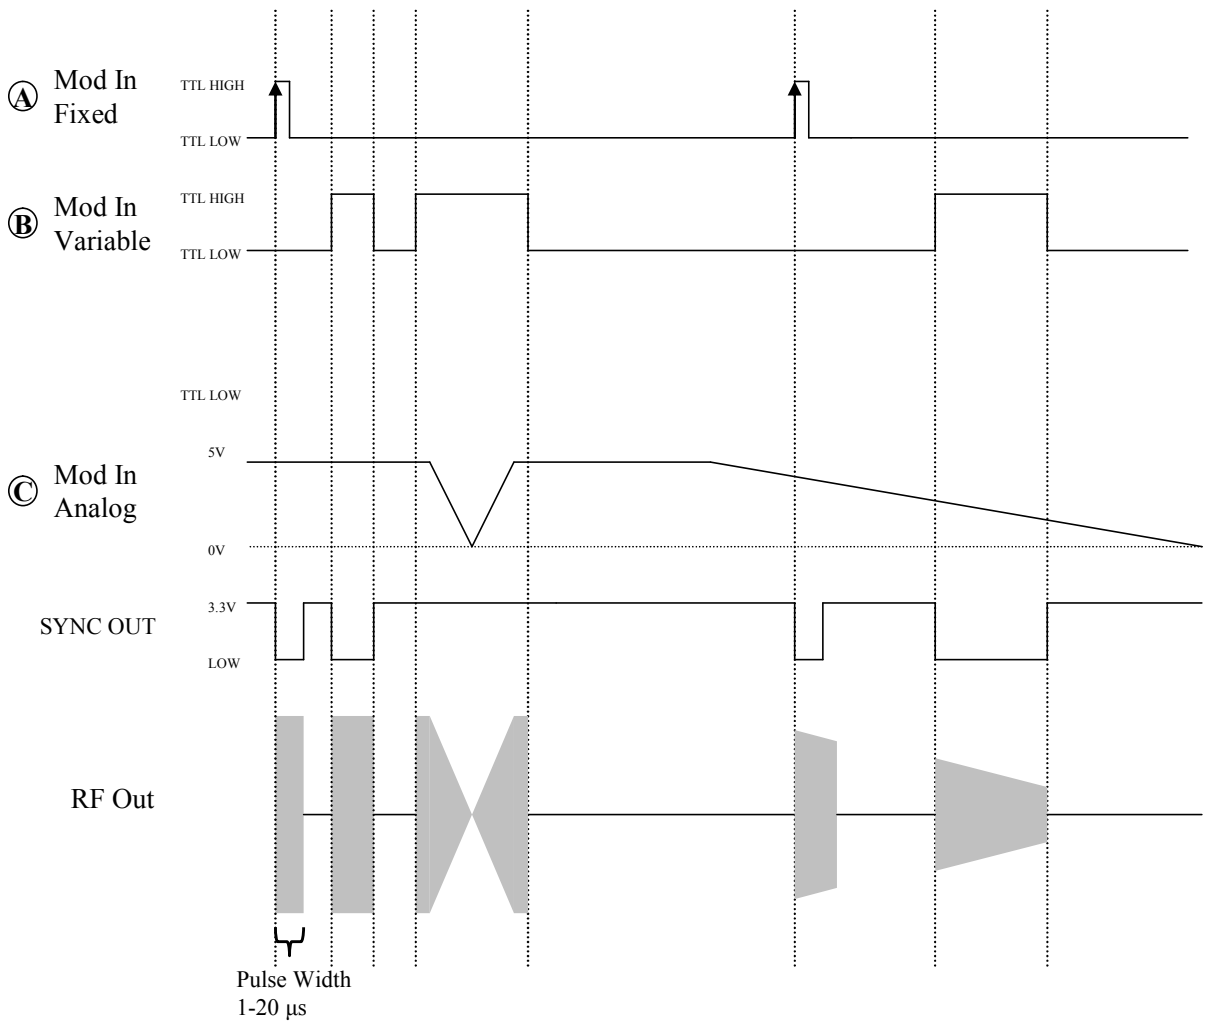 A
Mod In
Fixed
TTL HIGH
TTL LOW
B
Mod In
Variable
TTL HIGH
TTL LOW
TTL LOW
C
Mod In
Analog
5V
0V
SYNC OUT
3.3V
LOW
RF Out
Pulse Width
1-20 μs